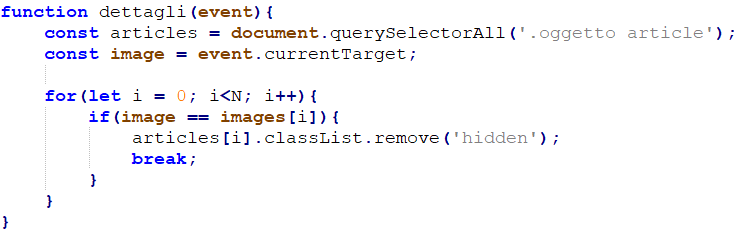 function dettagli(event){
    const articles = document.querySelectorAll('.oggetto article');
    const image = event.currentTarget;

    for(let i = 0; i<N; i++){
        if(image == images[i]){
            articles[i].classList.remove('hidden');
            break;
        }
    }
}